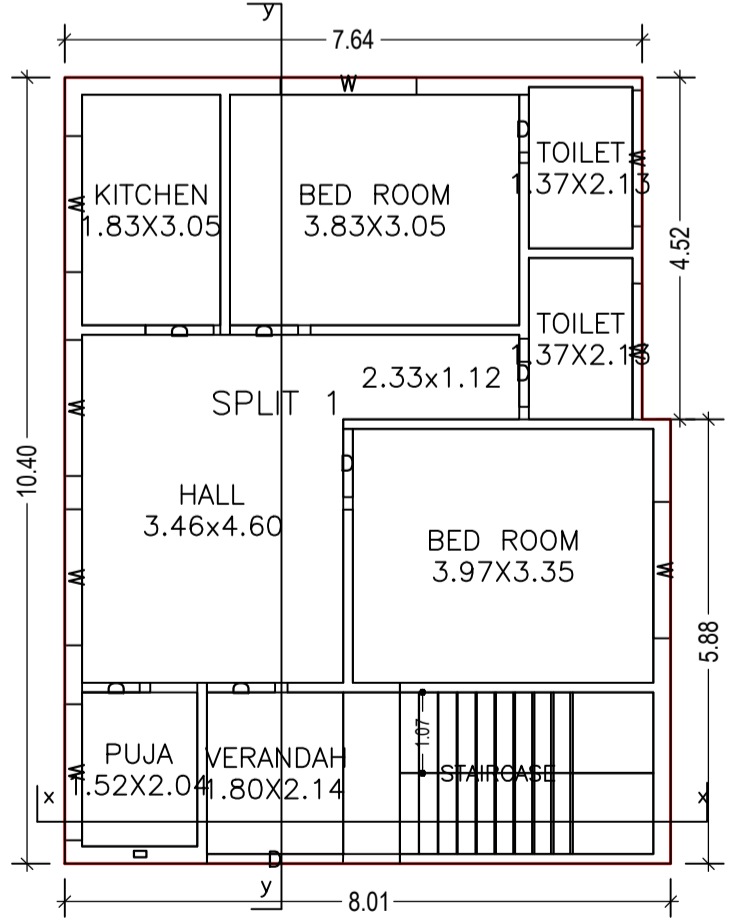 y
7.64
W
D
TOILET
1.37X2.13
W
KITCHEN
1.83X3.05
W
BED ROOM
3.83X3.05
4.52
D
D
TOILET
1.37X2.13
W
D
2.33x1.12
SPLIT 1
W
D
10.40
HALL
3.46x4.60
BED ROOM
3.97X3.35
W
W
5.88
D
D
PUJA
1.52X2.04
W
VERANDAH
1.80X2.14
1.07
STAIRCASE
x
x
D
y
8.01